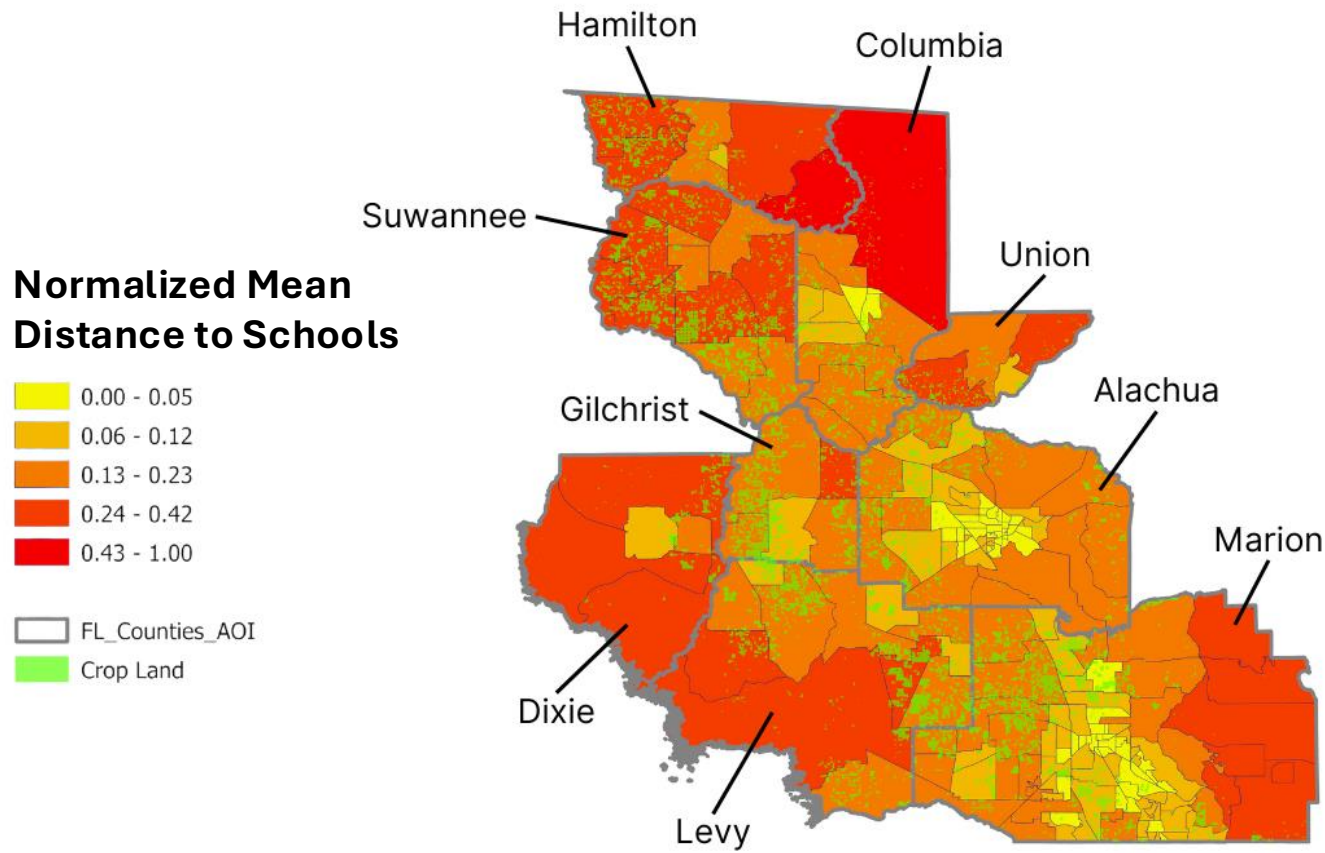 Hamilton
Columbia
Suwannee
Union
Normalized Mean
Distance to Schools
0.00 - 0.05
0.06 - 0.12
0.13 - 0.23
0.24 - 0.42
0.43 - 1.00
FL_Counties_AOI
Crop Land
Gilchrist
Alachua
Marion
Dixie
Levy